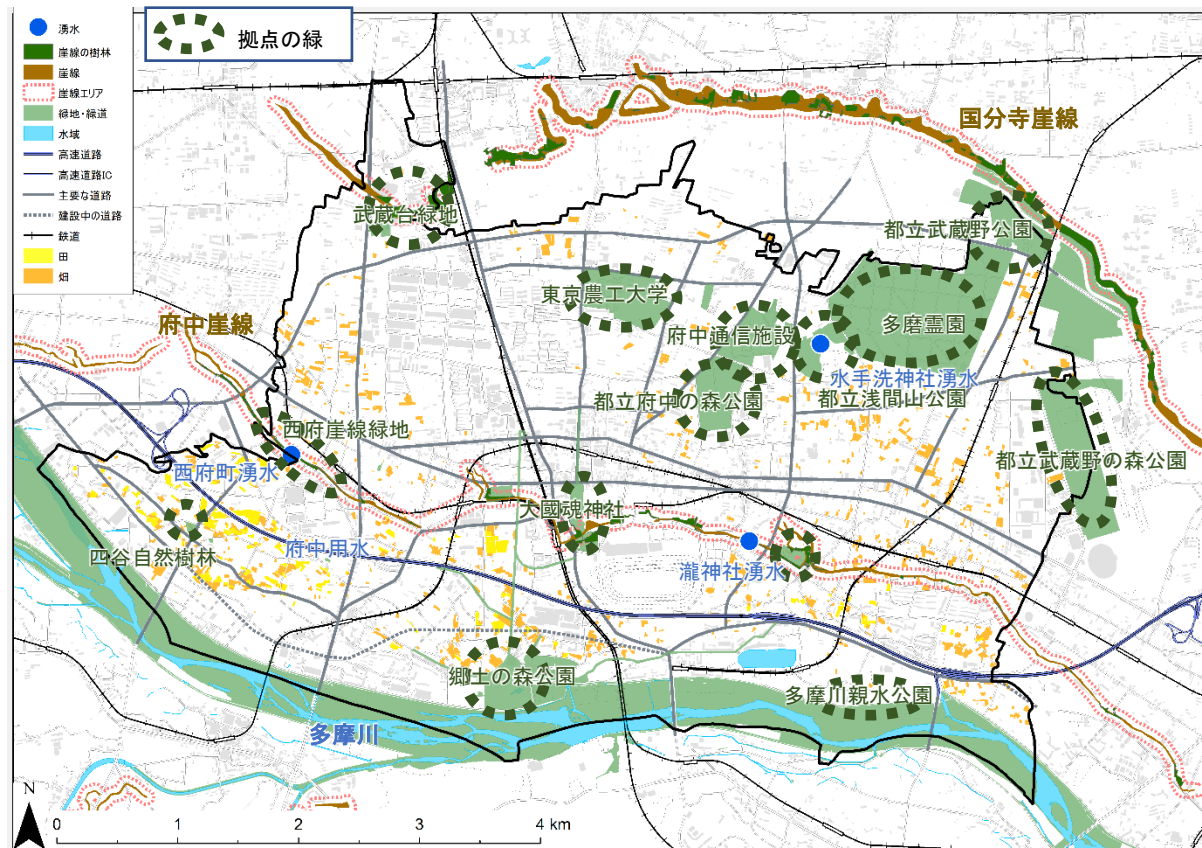 湧水
崖線の樹林
崖線
崖線エリア
緑地・緑道
水域
高速道路
高速道路IC
主要な道路
建設中の道路
鉄道
田
畑
拠点の緑
国分寺崖線
武蔵台緑地
都立武蔵野公園
東京農工大学
府中通信施設
多磨霊園
府中崖線
水手洗神社湧水
都立府中の森公園
都立浅間山公園
西府崖線緑地
西府町湧水
都立武蔵野の森公園
大國魂神社
府中用水
四谷自然樹林
瀧神社湧水
郷土の森公園
多摩川親水公園
多摩川
N
0 1 2 3 4 km